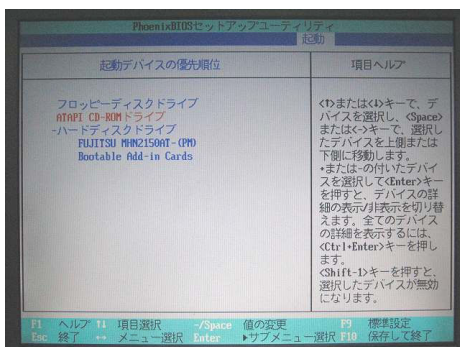 PhoenixBIOSセットアップユーティリティ
起動
起動デバイスの優先順位
項目ヘルプ
フロッピーディスクドライブ
ATAPI CD-ROMドライブ
-ハードディスクドライブ
FUJITSU MHN2150AT-(PM)
Bootable Add-in Cards
<↑>または<↓>キーで、デ
バイスを選択し、<Space>
または<->キーで、選択し
たデバイスを上側または
下側に移動します。
+または-の付いたデバイ
スを選択して<Enter>キー
を押すと、デバイスの詳
細の表示/非表示を切り替
えます。全てのデバイス
の詳細を表示するには、
<Ctrl+Enter>キーを押し
ます。
<Shift-1>キーを押すと、
選択したデバイスが無効
になります。
F1 ヘルプ ↑↓ 項目選択 -/Space 値の変更 F9 標準設定
Esc 終了 ↔ メニュー選択 Enter ▶サブメニュー選択 F10 保存して終了